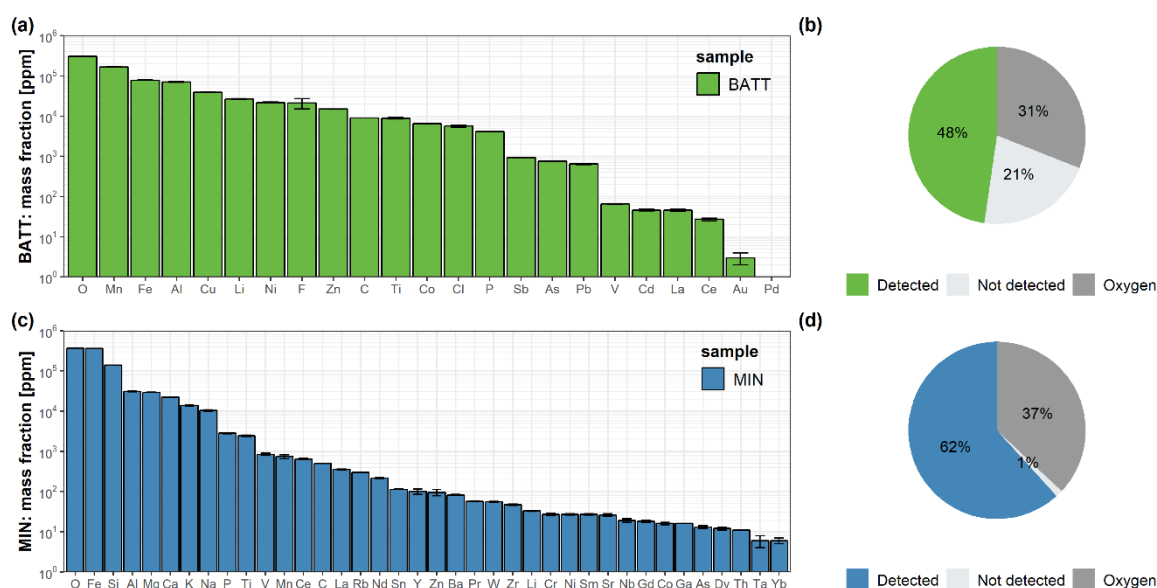 (a)
BATT: mass fraction [ppm]
10^6
10^5
10^4
10^3
10^2
10^1
10^0
sample
BATT
O Mn Fe Al Cu Li Ni F Zn C Ti Co Cl P Sb As Pb V Cd La Ce Au Pd
(b)
31%
48%
21%
Detected Not detected Oxygen
(c)
MIN: mass fraction [ppm]
10^6
10^5
10^4
10^3
10^2
10^1
10^0
sample
MIN
O Fe Si Al Mg Ca K Na P Ti V Mn Ce C La Rb Nd Sn Y Zn Ba Pr W Zr Li Cr Ni Sm Sr Nb Gd Co Ga As Dy Th Ta Yb
(d)
37%
62%
1%
Detected Not detected Oxygen